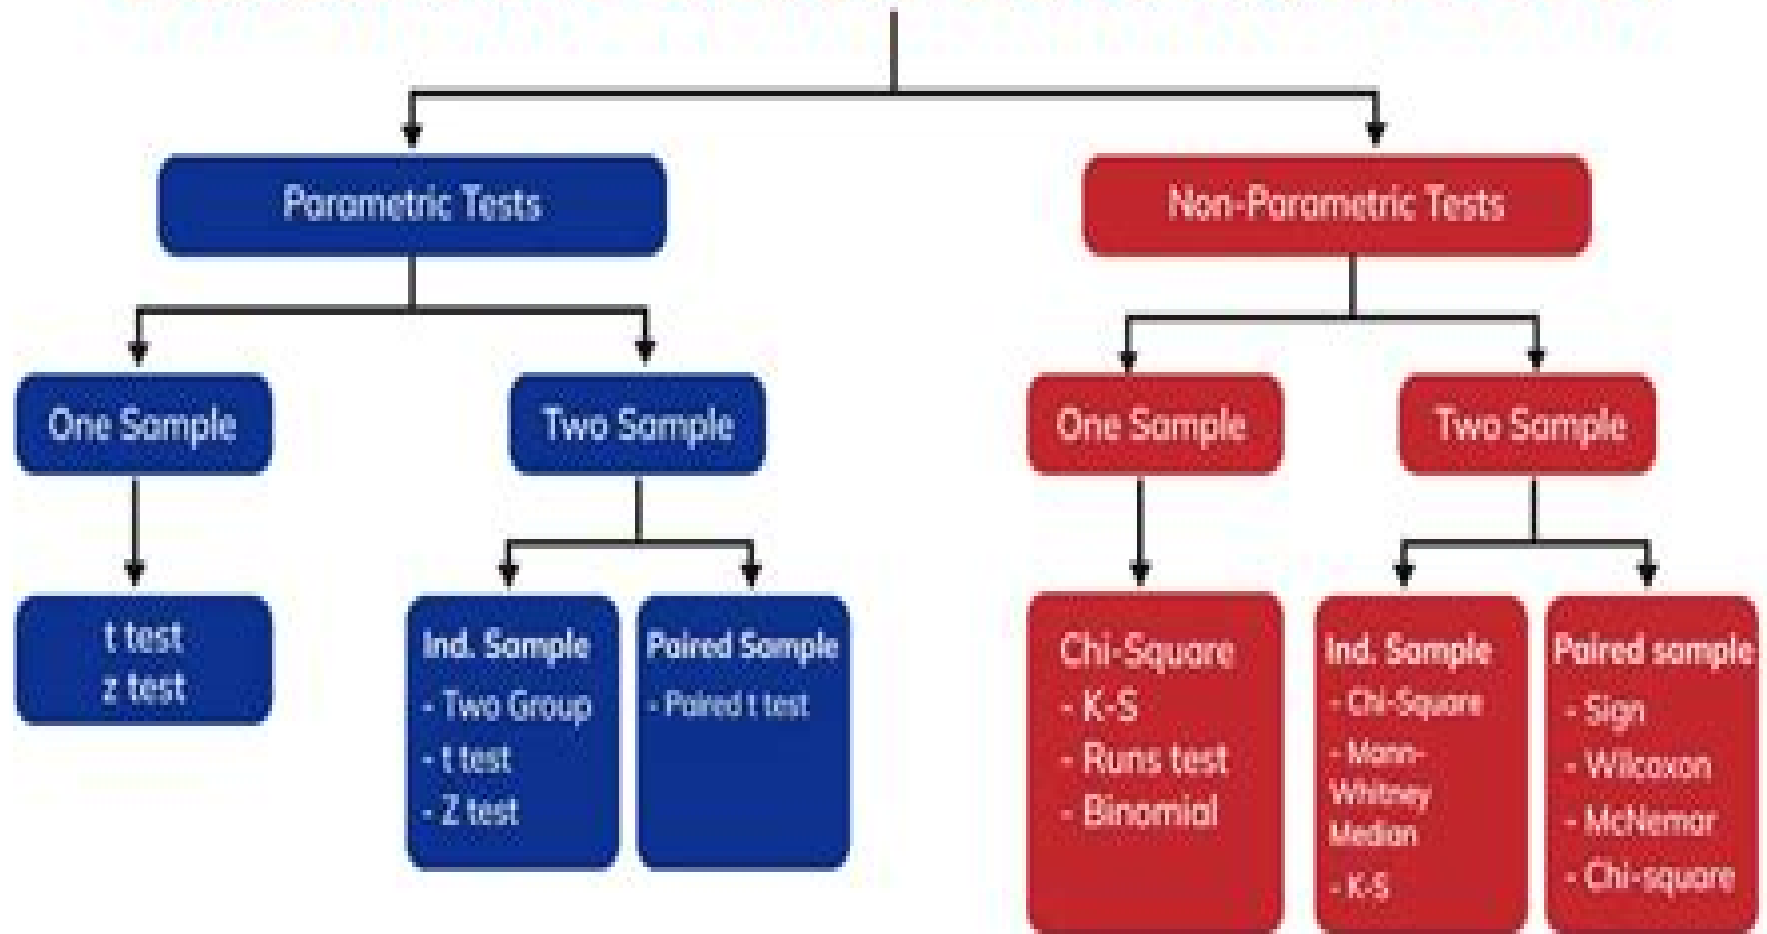 Parametric Tests
Non-Parametric Tests
One Sample
Two Sample
One Sample
Two Sample
t test
z test
Ind. Sample
- Two Group
- t test
- Z test
Paired Sample
- Paired t test
Chi-Square
- K-S
- Runs test
- Binomial
Ind. Sample
- Chi-Square
- Mann-
Whitney
Median
- K-S
Paired sample
- Sign
- Wilcoxon
- McNemar
- Chi-square